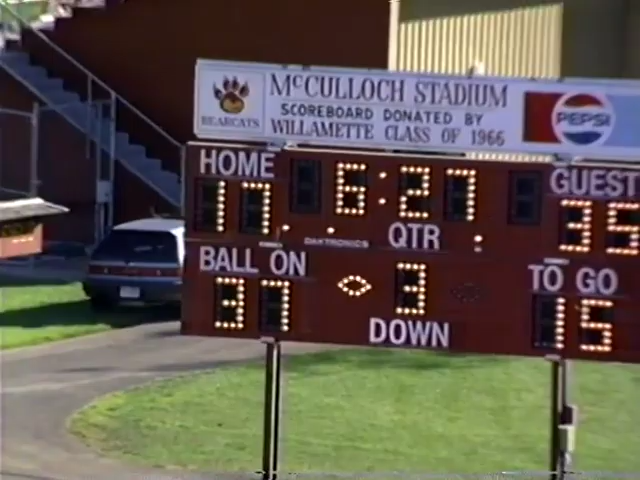 McCULLOCH STADIUM
BEARCATS
SCOREBOARD DONATED BY
WILLAMETTE CLASS OF 1966
PEPSI
HOME 6:27 GUEST
17 35
DAKTRONICS QTR
BALL ON TO GO
37 3 15
DOWN